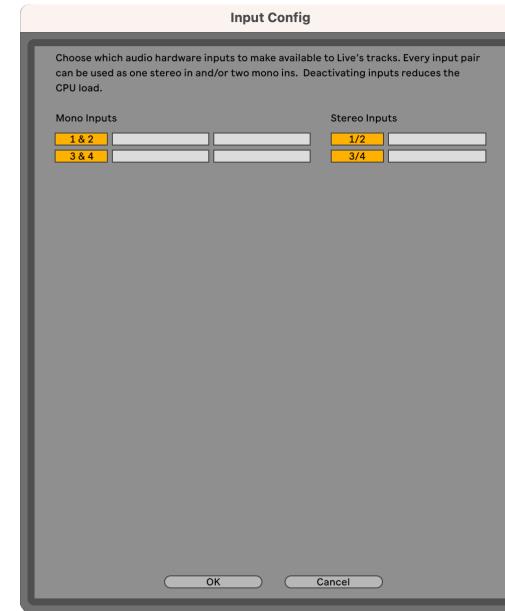 Input Config
Choose which audio hardware inputs to make available to Live's tracks. Every input pair
can be used as one stereo in and/or two mono ins.  Deactivating inputs reduces the
CPU load.
Mono Inputs
Stereo Inputs
1 & 2
1/2
3 & 4
3/4
OK
Cancel